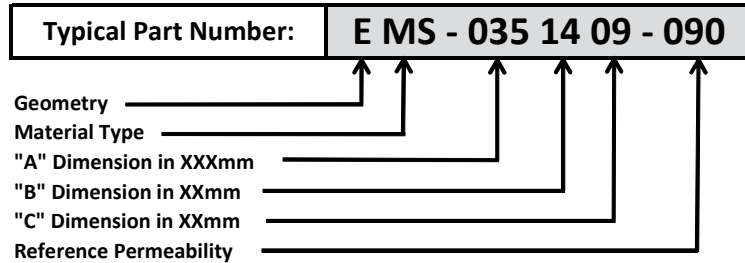 Typical Part Number: E MS - 035 14 09 - 090
Geometry
Material Type
"A" Dimension in XXXmm
"B" Dimension in XXmm
"C" Dimension in XXmm
Reference Permeability